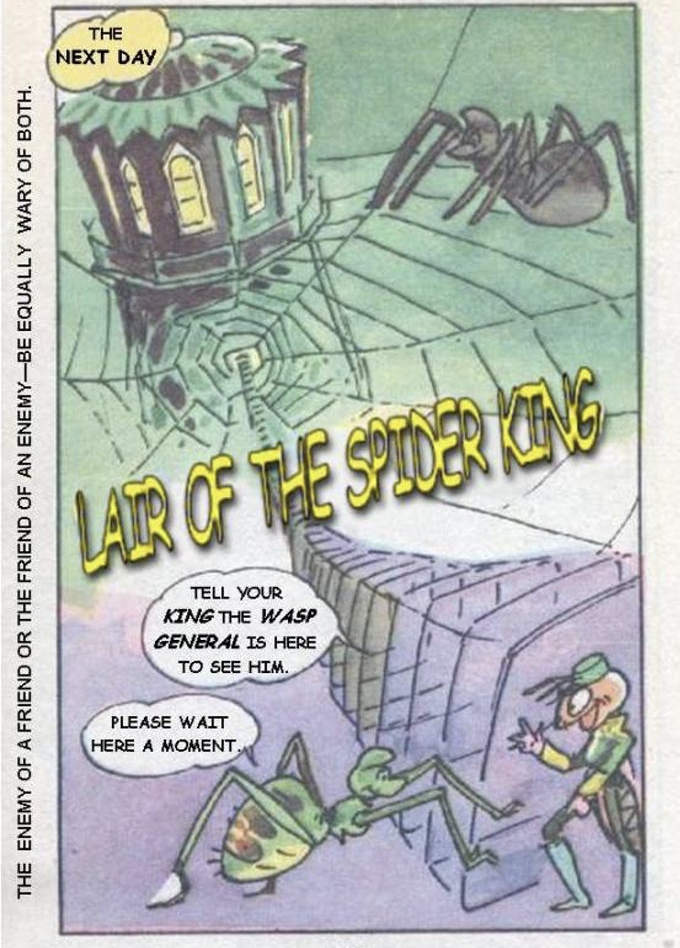 THE
NEXT DAY
THE ENEMY OF A FRIEND OR THE FRIEND OF AN ENEMY—BE EQUALLY WARY OF BOTH.
LAIR OF THE SPIDER KING
TELL YOUR
KING THE WASP
GENERAL IS HERE
TO SEE HIM.
PLEASE WAIT
HERE A MOMENT.